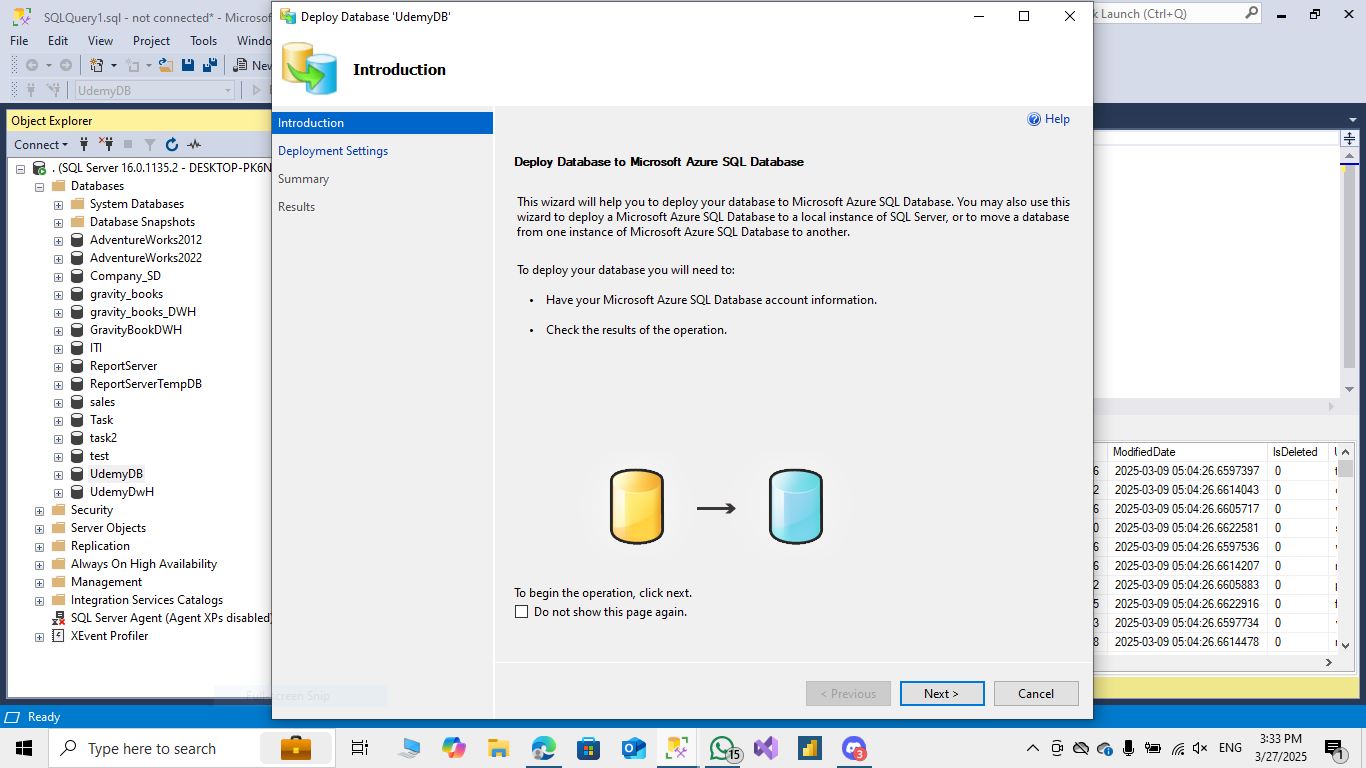 SQLQuery1.sql - not connected* - Microsof
k Launch (Ctrl+Q)
File Edit View Project Tools Windo
New
UdemyDB
Object Explorer
Connect
. (SQL Server 16.0.1135.2 - DESKTOP-PK6N
Databases
System Databases
Database Snapshots
AdventureWorks2012
AdventureWorks2022
Company_SD
gravity_books
gravity_books_DWH
GravityBookDWH
ITI
ReportServer
ReportServerTempDB
sales
Task
task2
test
UdemyDB
UdemyDwH
Security
Server Objects
Replication
Always On High Availability
Management
Integration Services Catalogs
SQL Server Agent (Agent XPs disabled)
XEvent Profiler
Full-screen Snip
Ready
Deploy Database 'UdemyDB'
Introduction
Introduction
Deployment Settings
Summary
Results
Help
Deploy Database to Microsoft Azure SQL Database
This wizard will help you to deploy your database to Microsoft Azure SQL Database. You may also use this
wizard to deploy a Microsoft Azure SQL Database to a local instance of SQL Server, or to move a database
from one instance of Microsoft Azure SQL Database to another.
To deploy your database you will need to:
• Have your Microsoft Azure SQL Database account information.
• Check the results of the operation.
To begin the operation, click next.
Do not show this page again.
< Previous Next > Cancel
ModifiedDate IsDeleted
6 2025-03-09 05:04:26.6597397 0
2 2025-03-09 05:04:26.6614043 0
6 2025-03-09 05:04:26.6605717 0
0 2025-03-09 05:04:26.6622581 0
6 2025-03-09 05:04:26.6597536 0
6 2025-03-09 05:04:26.6614207 0
2 2025-03-09 05:04:26.6605883 0
5 2025-03-09 05:04:26.6622916 0
3 2025-03-09 05:04:26.6597734 0
8 2025-03-09 05:04:26.6614478 0
Type here to search
15
3
ENG
3:33 PM
3/27/2025
1